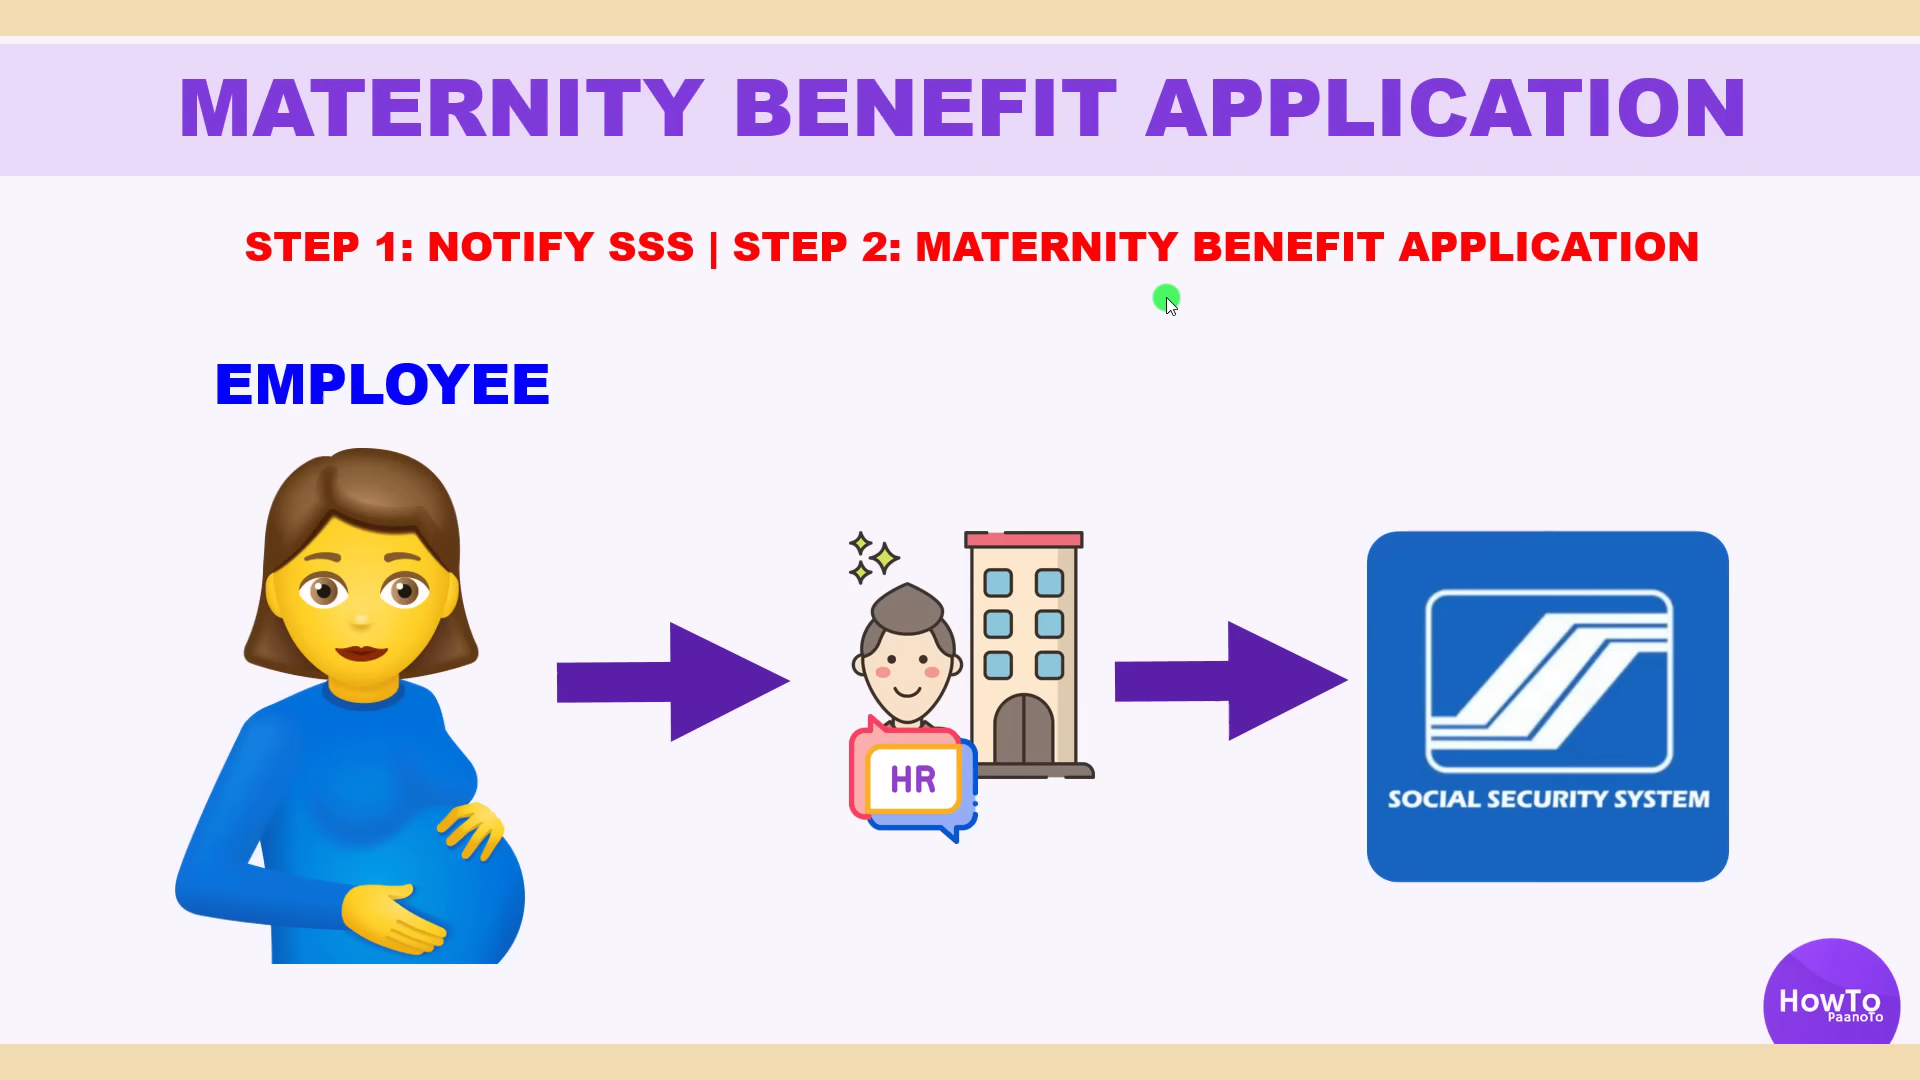 MATERNITY BENEFIT APPLICATION
STEP 1: NOTIFY SSS | STEP 2: MATERNITY BENEFIT APPLICATION
EMPLOYEE
HR
SOCIAL SECURITY SYSTEM
HowTo
PaanoTo